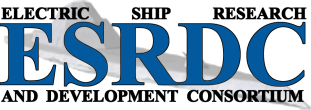 ELECTRIC SHIP RESEARCH
ESRDC
AND DEVELOPMENT CONSORTIUM